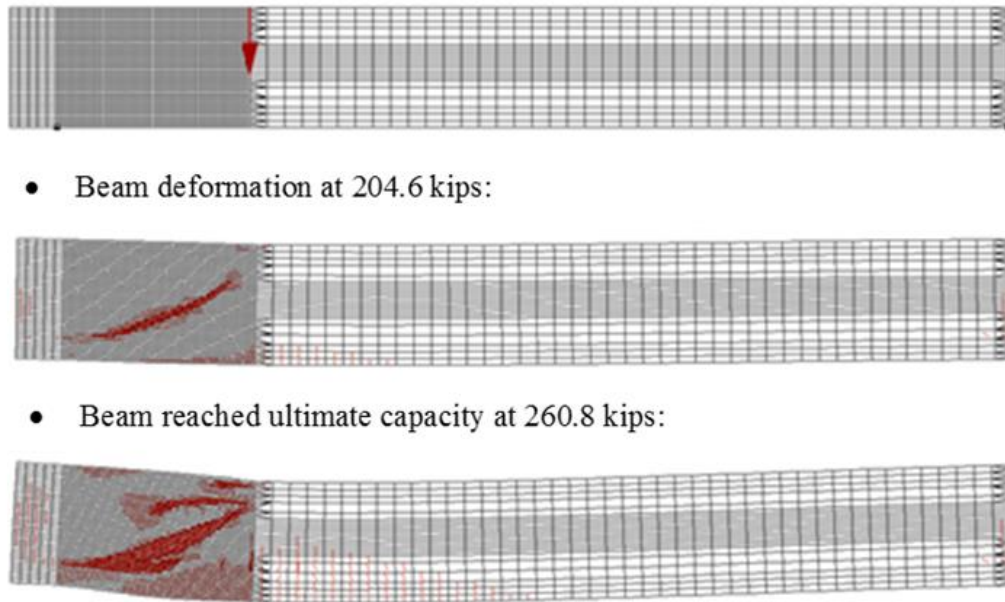 • Beam deformation at 204.6 kips:
• Beam reached ultimate capacity at 260.8 kips: